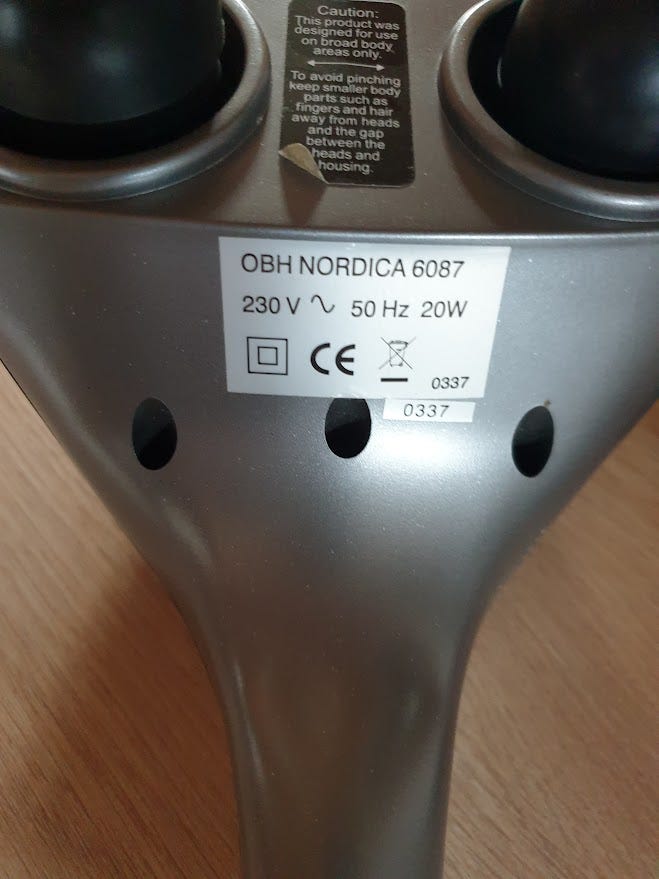 Caution:
This product was
designed for use
on broad body
areas only.
To avoid pinching
keep smaller body
parts such as
fingers and hair
away from heads
and the gap
between the
heads and
housing.
OBH NORDICA 6087
230 V ∿ 50 Hz 20W
CE
0337
0337